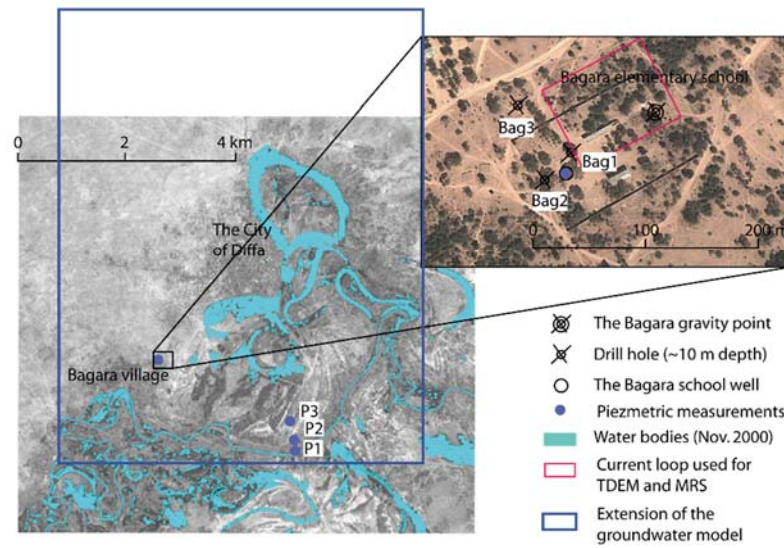 0
2
4 km
The City
of Diffa
Bagara village
P3
P2
P1
Bagara elementary school
Bag3
Bag1
Bag2
0
100
200 m
The Bagara gravity point
Drill hole (~10 m depth)
The Bagara school well
Piezmetric measurements
Water bodies (Nov. 2000)
Current loop used for
TDEM and MRS
Extension of the
groundwater model